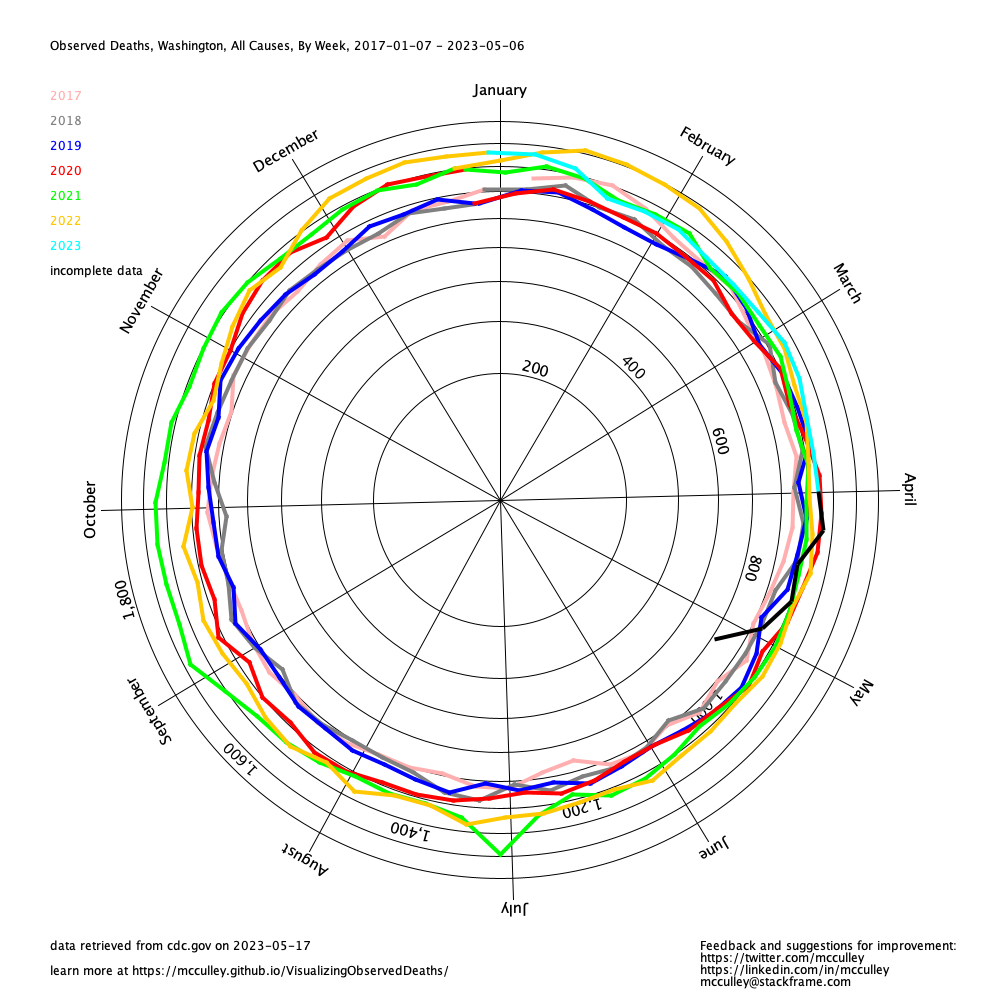 Observed Deaths, Washington, All Causes, By Week, 2017-01-07 - 2023-05-06
January
2017
2018
2019
2020
2021
2022
2023
incomplete data
December
February
November
March
200
400
600
October
April
800
1,800
May
September
1,000
1,600
1,200
1,400
August
June
July
data retrieved from cdc.gov on 2023-05-17
learn more at https://mcculley.github.io/VisualizingObservedDeaths/
Feedback and suggestions for improvement:
https://twitter.com/mcculley
https://linkedin.com/in/mcculley
mcculley@stackframe.com